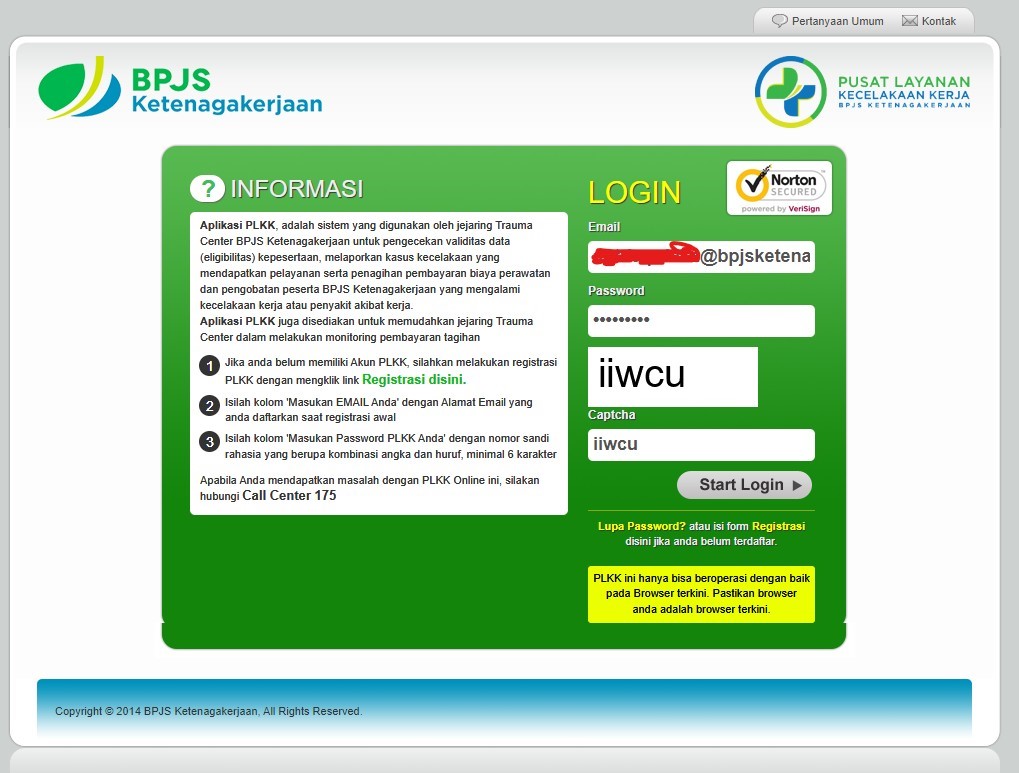 Pertanyaan Umum
Kontak
BPJS
Ketenagakerjaan
PUSAT LAYANAN
KECELAKAAN KERJA
BPJS KETENAGAKERJAAN
? INFORMASI
Aplikasi PLKK, adalah sistem yang digunakan oleh jejaring Trauma
Center BPJS Ketenagakerjaan untuk pengecekan validitas data
(eligibilitas) kepesertaan, melaporkan kasus kecelakaan yang
mendapatkan pelayanan serta penagihan pembayaran biaya perawatan
dan pengobatan peserta BPJS Ketenagakerjaan yang mengalami
kecelakaan kerja atau penyakit akibat kerja.
Aplikasi PLKK juga disediakan untuk memudahkan jejaring Trauma
Center dalam melakukan monitoring pembayaran tagihan
1 Jika anda belum memiliki Akun PLKK, silahkan melakukan registrasi
PLKK dengan mengklik link Registrasi disini.
2 Isilah kolom 'Masukan EMAIL Anda' dengan Alamat Email yang
anda daftarkan saat registrasi awal
3 Isilah kolom 'Masukan Password PLKK Anda' dengan nomor sandi
rahasia yang berupa kombinasi angka dan huruf, minimal 6 karakter
Apabila Anda mendapatkan masalah dengan PLKK Online ini, silakan
hubungi Call Center 175
LOGIN
Norton
SECURED
powered by VeriSign
Email
@bpjsketena
Password
•••••••••
iiwcu
Captcha
iiwcu
Start Login
Lupa Password? atau isi form Registrasi
disini jika anda belum terdaftar.
PLKK ini hanya bisa beroperasi dengan baik
pada Browser terkini. Pastikan browser
anda adalah browser terkini.
Copyright © 2014 BPJS Ketenagakerjaan, All Rights Reserved.